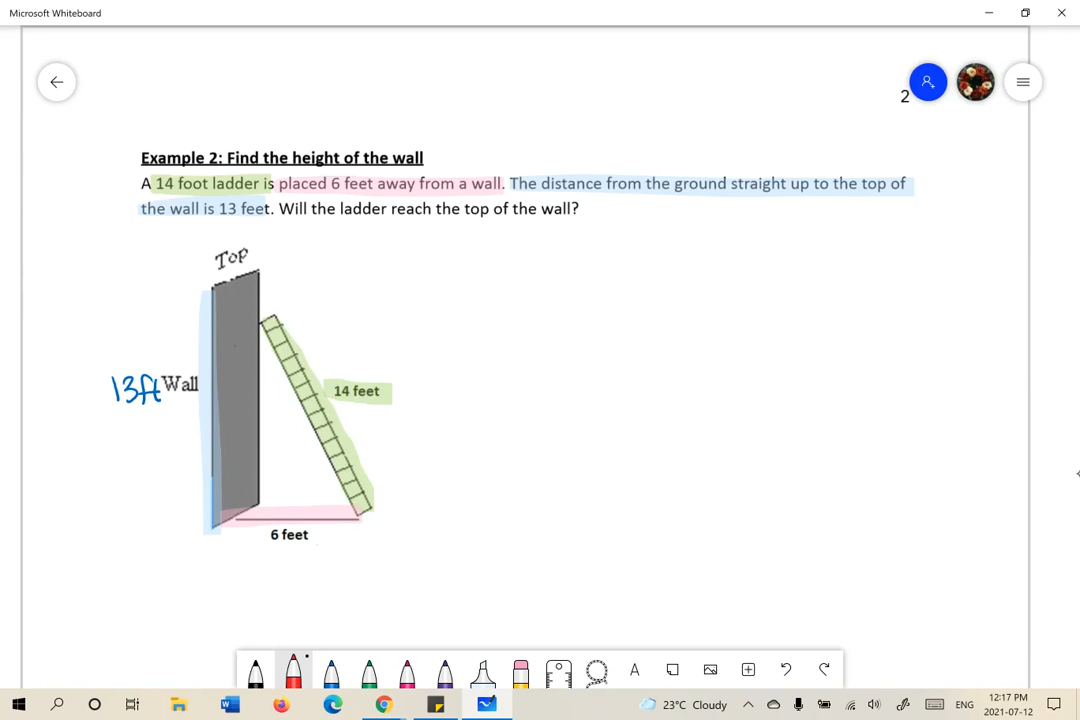 Microsoft Whiteboard
2
Example 2: Find the height of the wall
A 14 foot ladder is placed 6 feet away from a wall. The distance from the ground straight up to the top of
the wall is 13 feet. Will the ladder reach the top of the wall?
Top
13ft Wall
14 feet
6 feet
A
23°C Cloudy
ENG
12:17 PM
2021-07-12